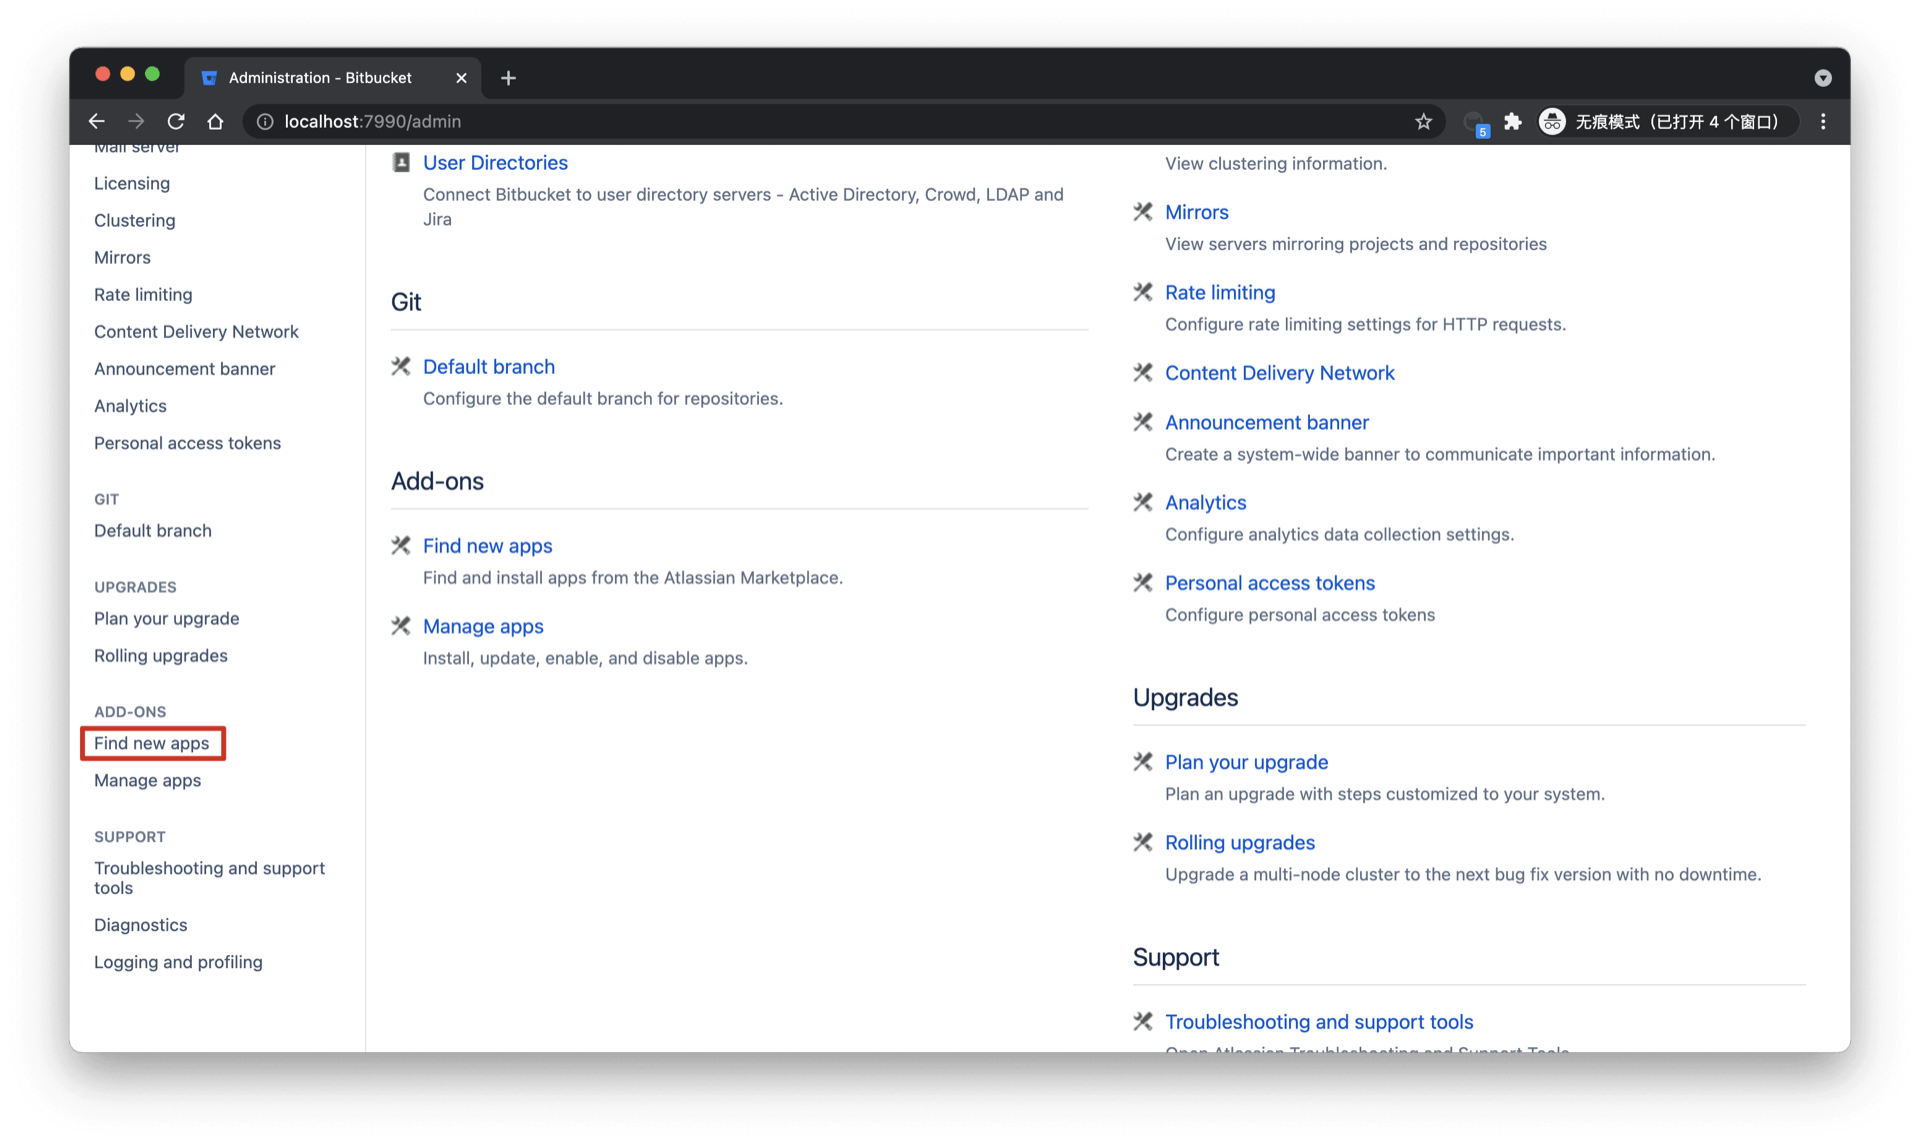 Administration - Bitbucket
localhost:7990/admin
5
无痕模式（已打开 4 个窗口）
Mail server
Licensing
Clustering
Mirrors
Rate limiting
Content Delivery Network
Announcement banner
Analytics
Personal access tokens
GIT
Default branch
UPGRADES
Plan your upgrade
Rolling upgrades
ADD-ONS
Find new apps
Manage apps
SUPPORT
Troubleshooting and support
tools
Diagnostics
Logging and profiling
User Directories
Connect Bitbucket to user directory servers - Active Directory, Crowd, LDAP and
Jira
Git
Default branch
Configure the default branch for repositories.
Add-ons
Find new apps
Find and install apps from the Atlassian Marketplace.
Manage apps
Install, update, enable, and disable apps.
View clustering information.
Mirrors
View servers mirroring projects and repositories
Rate limiting
Configure rate limiting settings for HTTP requests.
Content Delivery Network
Announcement banner
Create a system-wide banner to communicate important information.
Analytics
Configure analytics data collection settings.
Personal access tokens
Configure personal access tokens
Upgrades
Plan your upgrade
Plan an upgrade with steps customized to your system.
Rolling upgrades
Upgrade a multi-node cluster to the next bug fix version with no downtime.
Support
Troubleshooting and support tools
Open Atlassian Troubleshooting and Support Tools